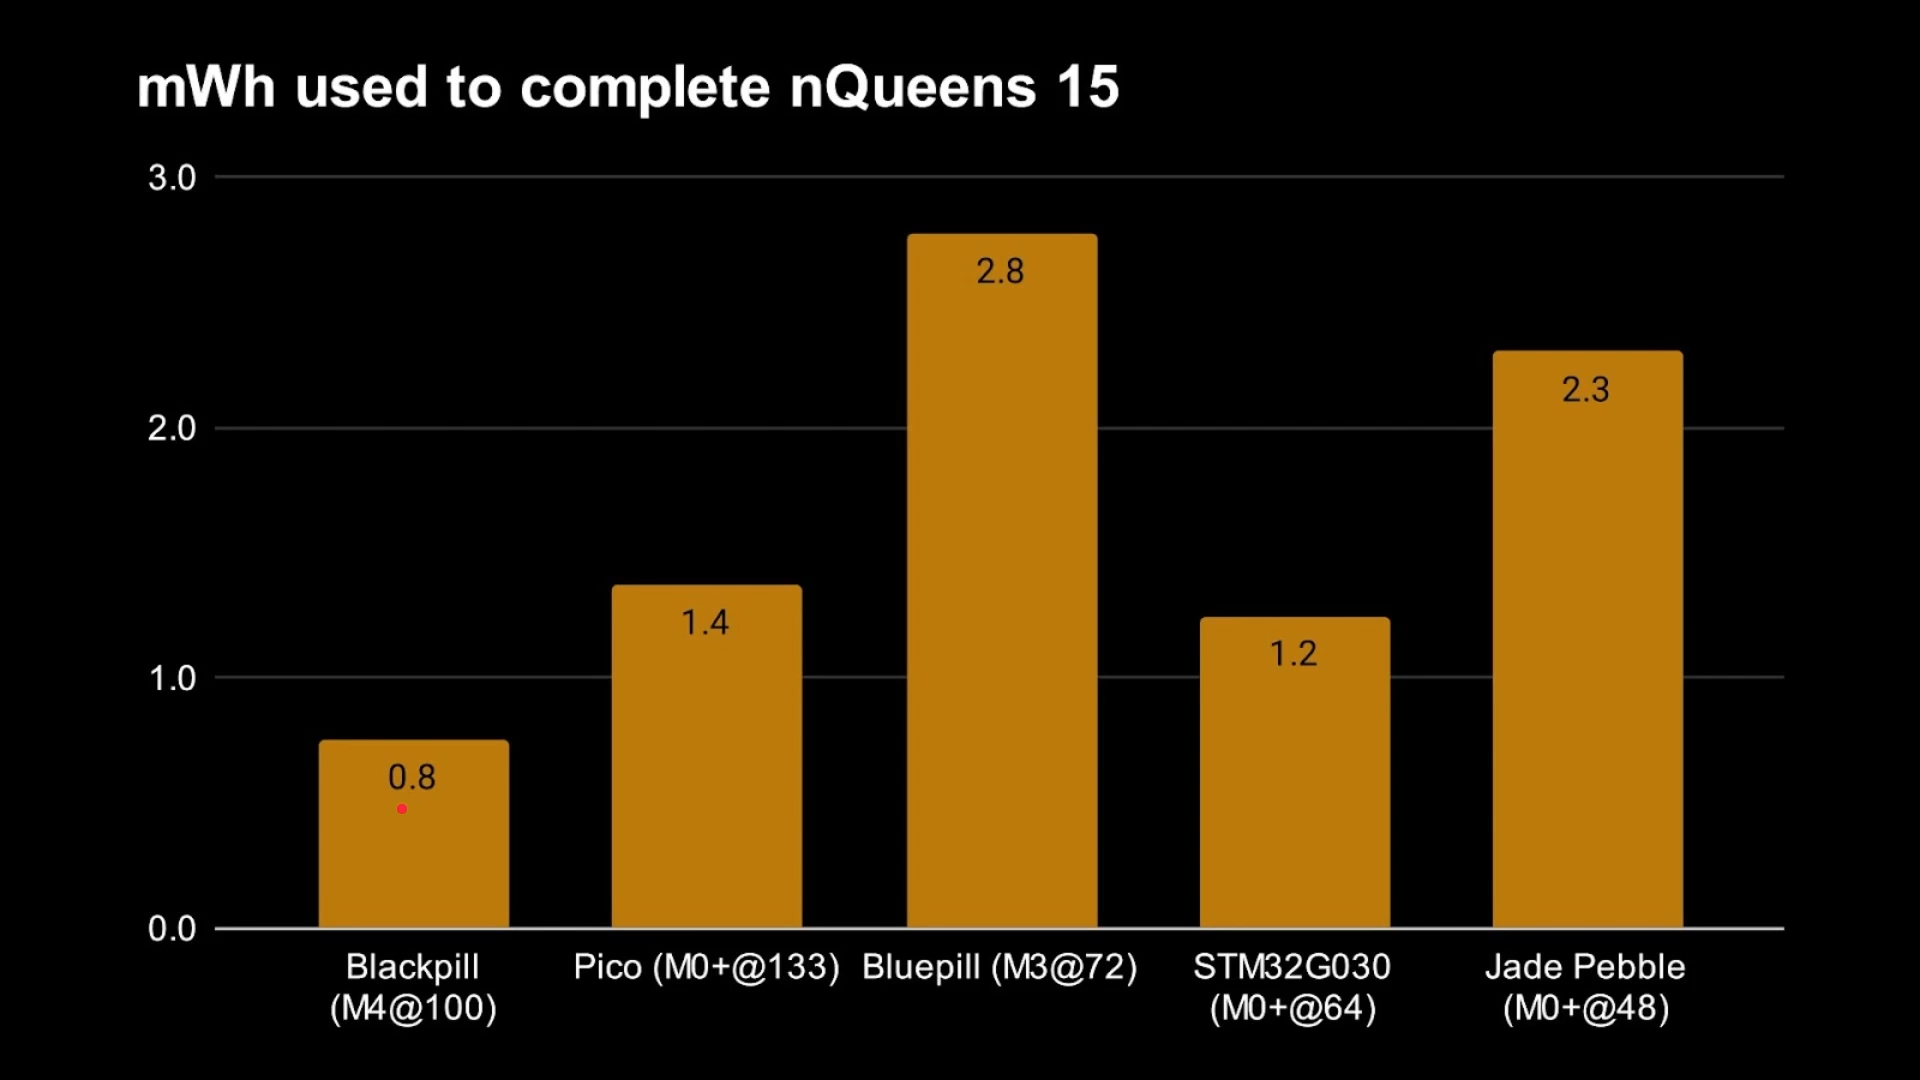 mWh used to complete nQueens 15
3.0
2.8
2.3
2.0
1.4
1.2
1.0
0.8
0.0
Blackpill
(M4@100)
Pico (M0+@133)
Bluepill (M3@72)
STM32G030
(M0+@64)
Jade Pebble
(M0+@48)